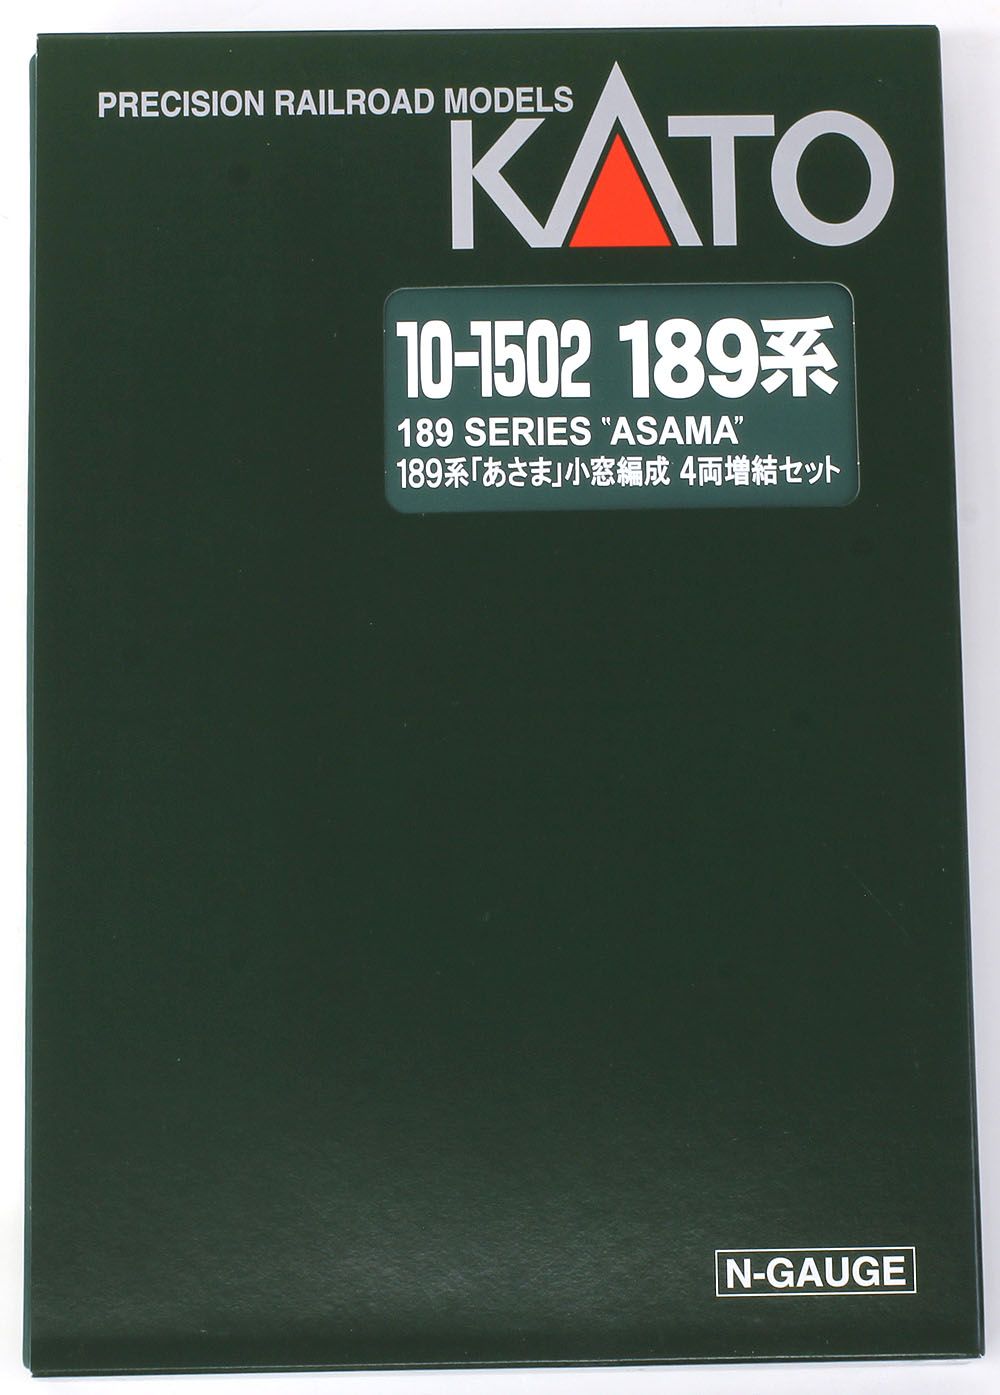 PRECISION RAILROAD MODELS
KATO
10-1502 189系
189 SERIES "ASAMA"
189系「あさま」小窓編成 4両増結セット
N-GAUGE